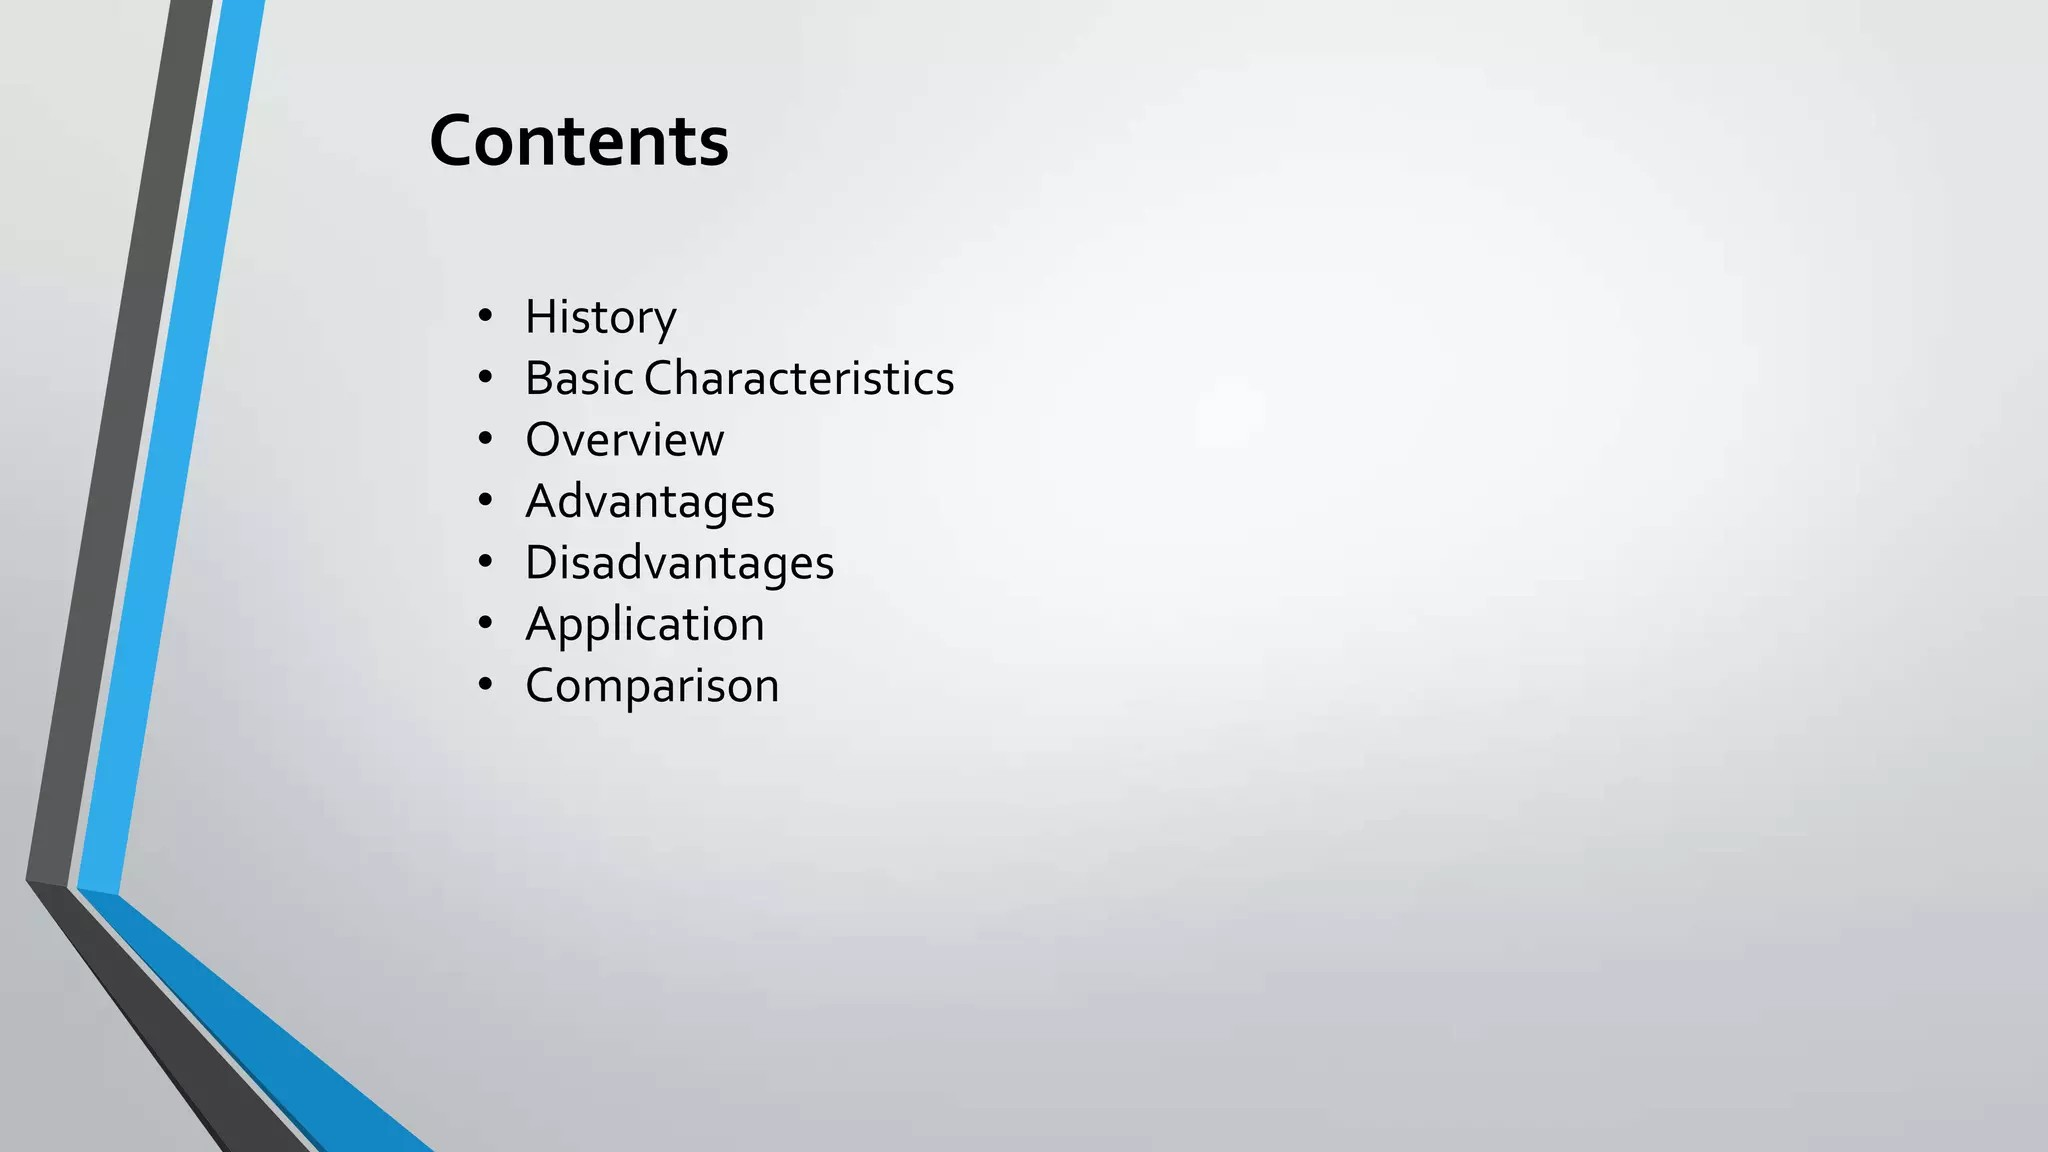 Contents
• History
• Basic Characteristics
• Overview
• Advantages
• Disadvantages
• Application
• Comparison